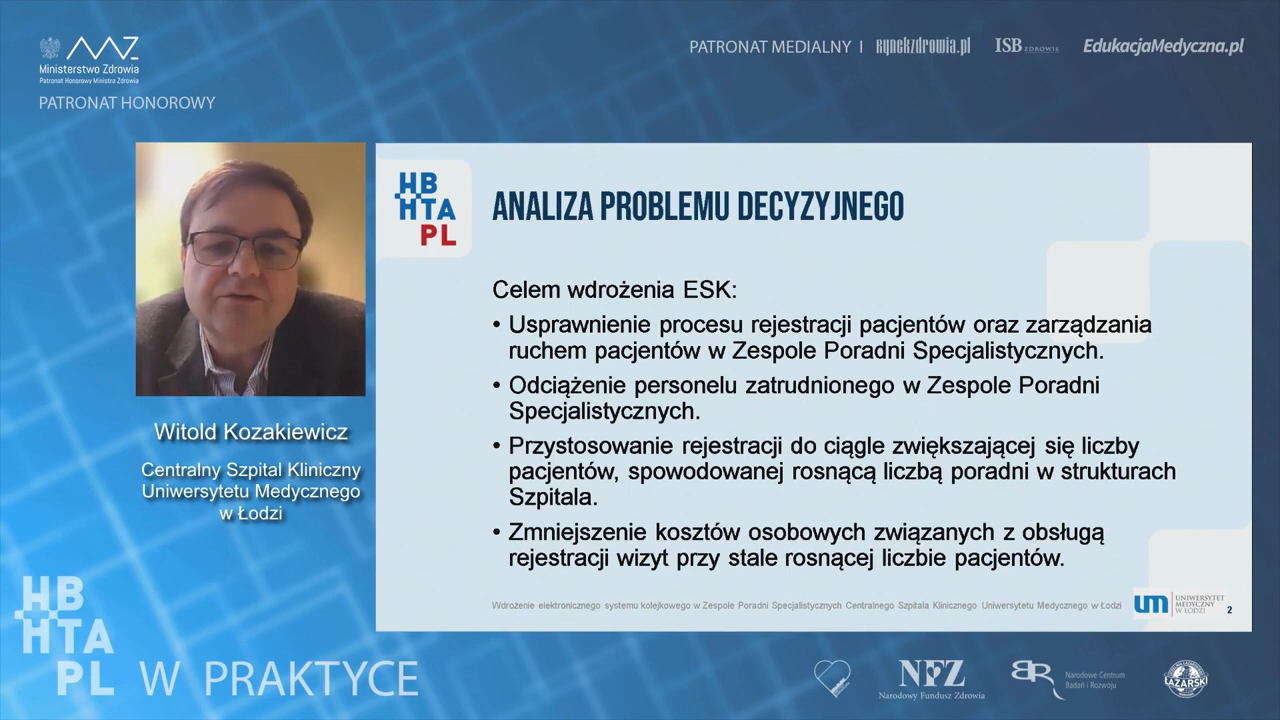 Ministerstwo Zdrowia
Patronat Honorowy Ministra Zdrowia
PATRONAT HONOROWY
PATRONAT MEDIALNY I rynekzdrowia.pl ISB ZDROWIE EdukacjaMedyczna.pl
HB
HTA
PL
ANALIZA PROBLEMU DECYZYJNEGO
Celem wdrożenia ESK:
• Usprawnienie procesu rejestracji pacjentów oraz zarządzania
ruchem pacjentów w Zespole Poradni Specjalistycznych.
• Odciążenie personelu zatrudnionego w Zespole Poradni
Specjalistycznych.
• Przystosowanie rejestracji do ciągle zwiększającej się liczby
pacjentów, spowodowanej rosnącą liczbą poradni w strukturach
Szpitala.
• Zmniejszenie kosztów osobowych związanych z obsługą
rejestracji wizyt przy stale rosnącej liczbie pacjentów.
Wdrożenie elektronicznego systemu kolejkowego w Zespole Poradni Specjalistycznych Centralnego Szpitala Klinicznego Uniwersytetu Medycznego w Łodzi
um UNIWERSYTET
MEDYCZNY
W ŁODZI
2
Witold Kozakiewicz
Centralny Szpital Kliniczny
Uniwersytetu Medycznego
w Łodzi
HB
HTA
PL W PRAKTYCE
NFZ
Narodowy Fundusz Zdrowia
Narodowe Centrum
Badań i Rozwoju
ŁAZARSKI